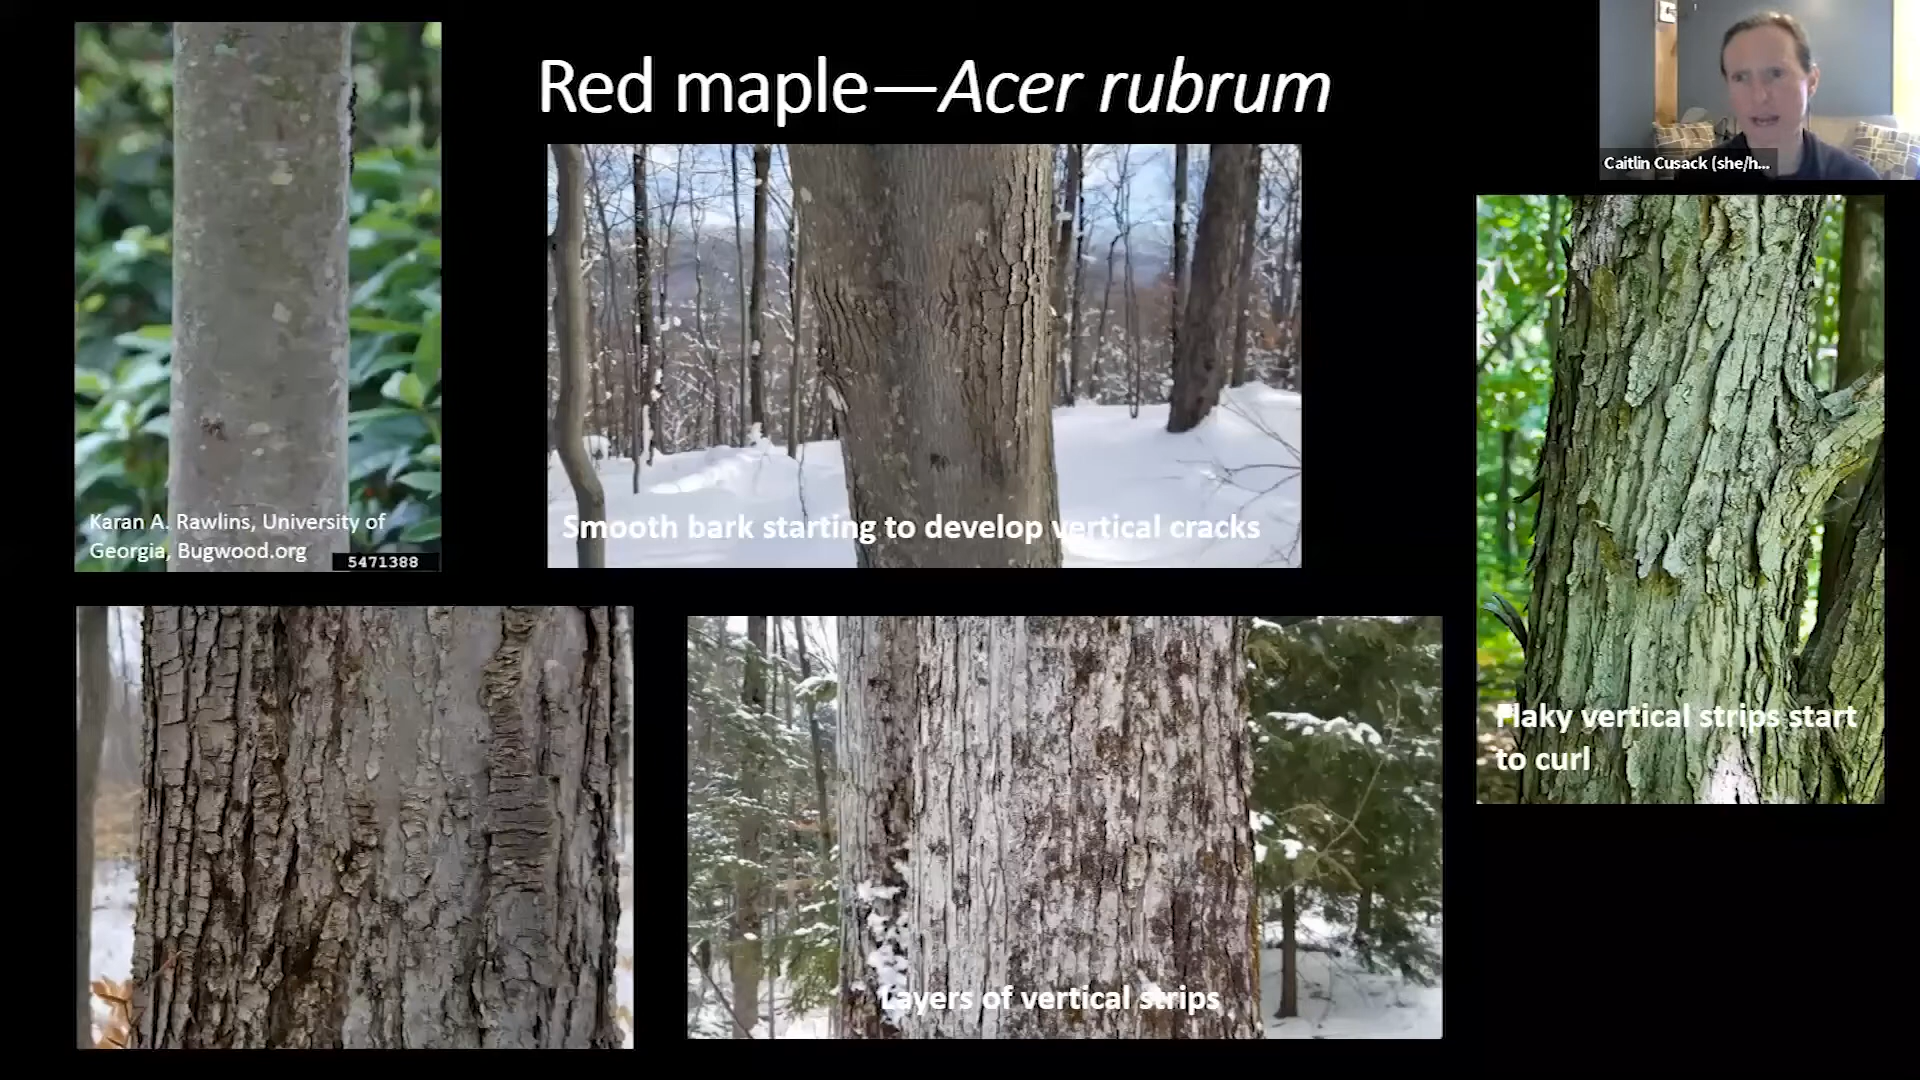 Red maple—Acer rubrum
Caitlin Cusack (she/h...
Karan A. Rawlins, University of
Georgia, Bugwood.org
5471388
Smooth bark starting to develop vertical cracks
Flaky vertical strips start
to curl
Layers of vertical strips